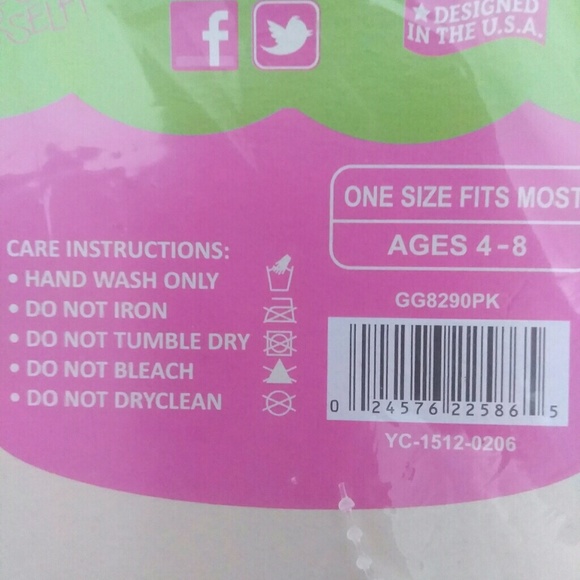 ★ DESIGNED
IN THE U.S.A.
ONE SIZE FITS MOST
AGES 4-8
CARE INSTRUCTIONS:
• HAND WASH ONLY
• DO NOT IRON
• DO NOT TUMBLE DRY
• DO NOT BLEACH
• DO NOT DRYCLEAN
GG8290PK
0 24576 22586 5
YC-1512-0206